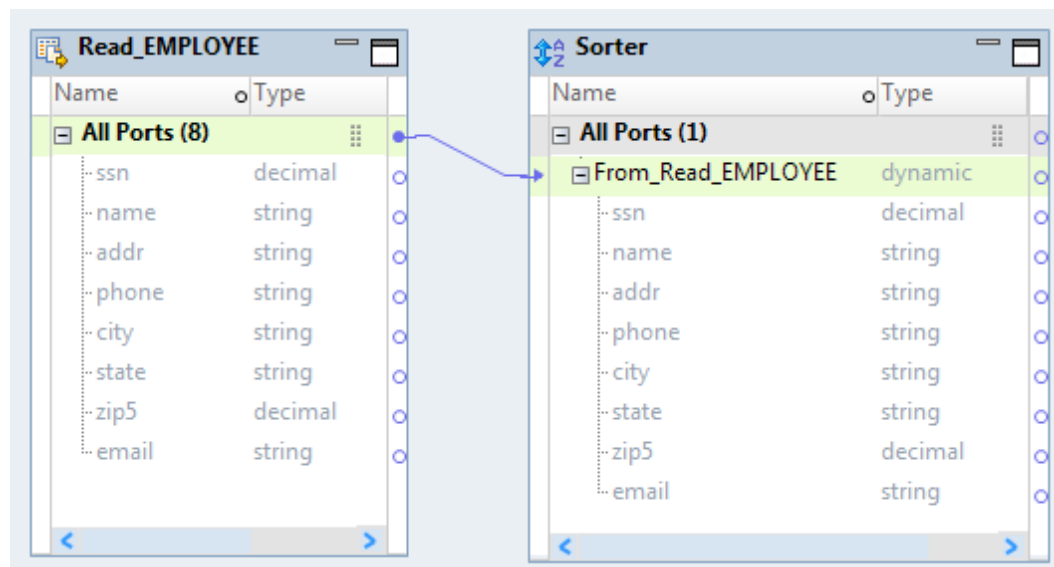 Read_EMPLOYEE
Name Type
All Ports (8)
ssn decimal
name string
addr string
phone string
city string
state string
zip5 decimal
email string
Sorter
Name Type
All Ports (1)
From_Read_EMPLOYEE dynamic
ssn decimal
name string
addr string
phone string
city string
state string
zip5 decimal
email string